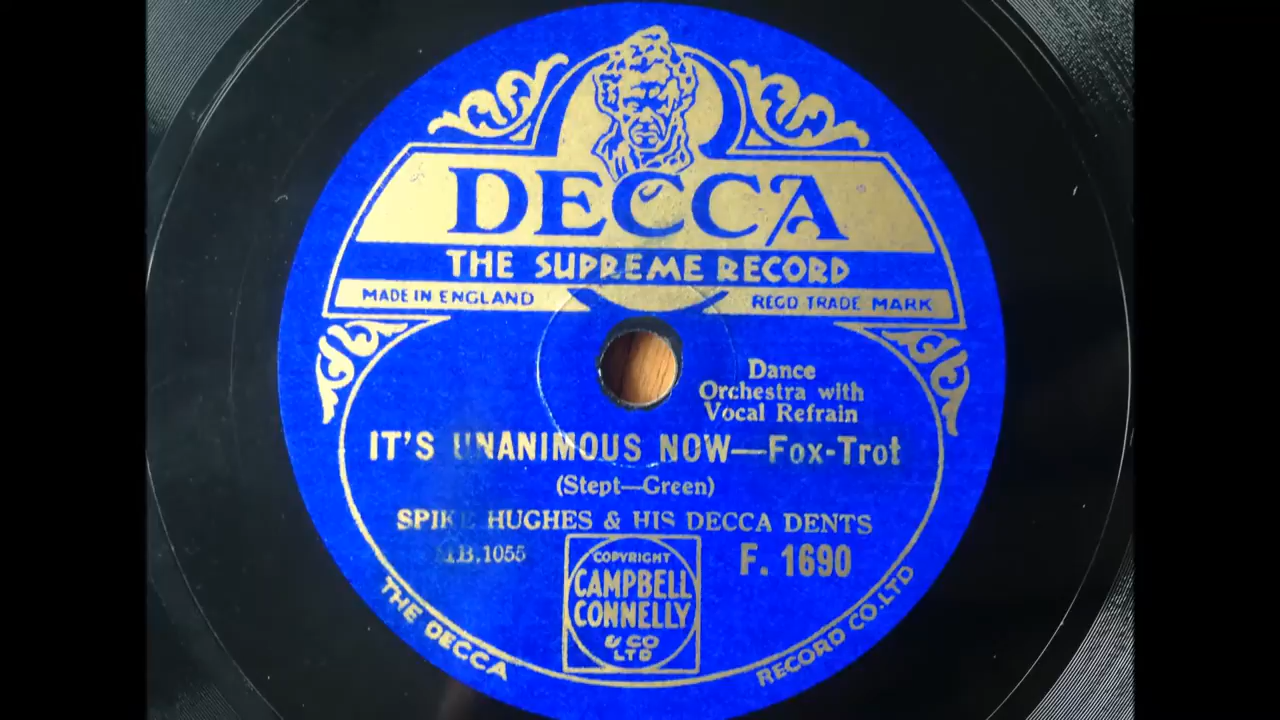 DECCA
THE SUPREME RECORD
MADE IN ENGLAND
REGD TRADE MARK
Dance
Orchestra with
Vocal Refrain
IT'S UNANIMOUS NOW—Fox-Trot
(Stept—Green)
SPIKE HUGHES & HIS DECCA DENTS
F. 1690
COPYRIGHT
CAMPBELL
CONNELLY
& CO
LTD
THE DECCA
RECORD CO. LTD